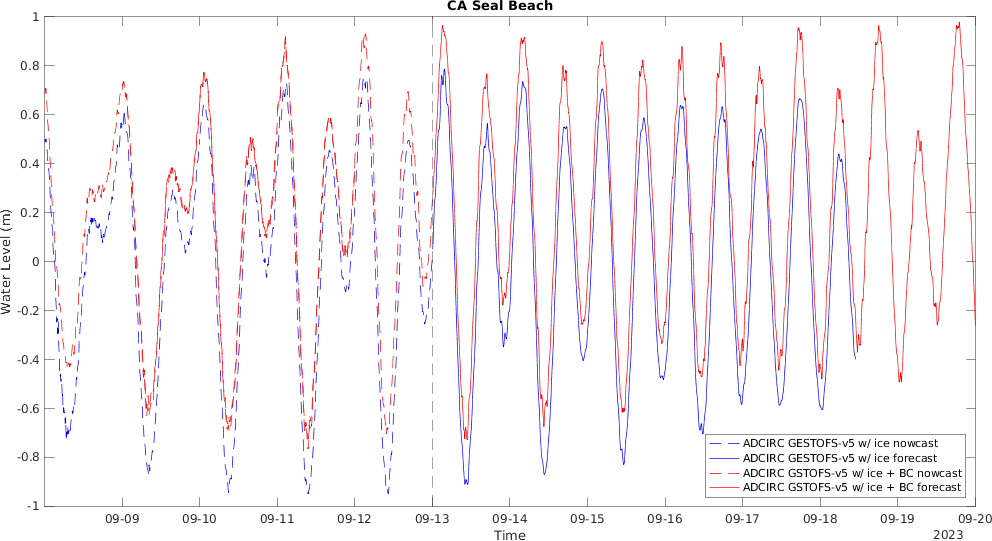 CA Seal Beach
1
0.8
0.6
0.4
0.2
0
-0.2
-0.4
-0.6
-0.8
-1
Water Level (m)
ADCIRC GESTOFS-v5 w/ ice nowcast
ADCIRC GESTOFS-v5 w/ ice forecast
ADCIRC GSTOFS-v5 w/ ice + BC nowcast
ADCIRC GSTOFS-v5 w/ ice + BC forecast
09-09 09-10 09-11 09-12 09-13 09-14 09-15 09-16 09-17 09-18 09-19 09-20
Time
2023